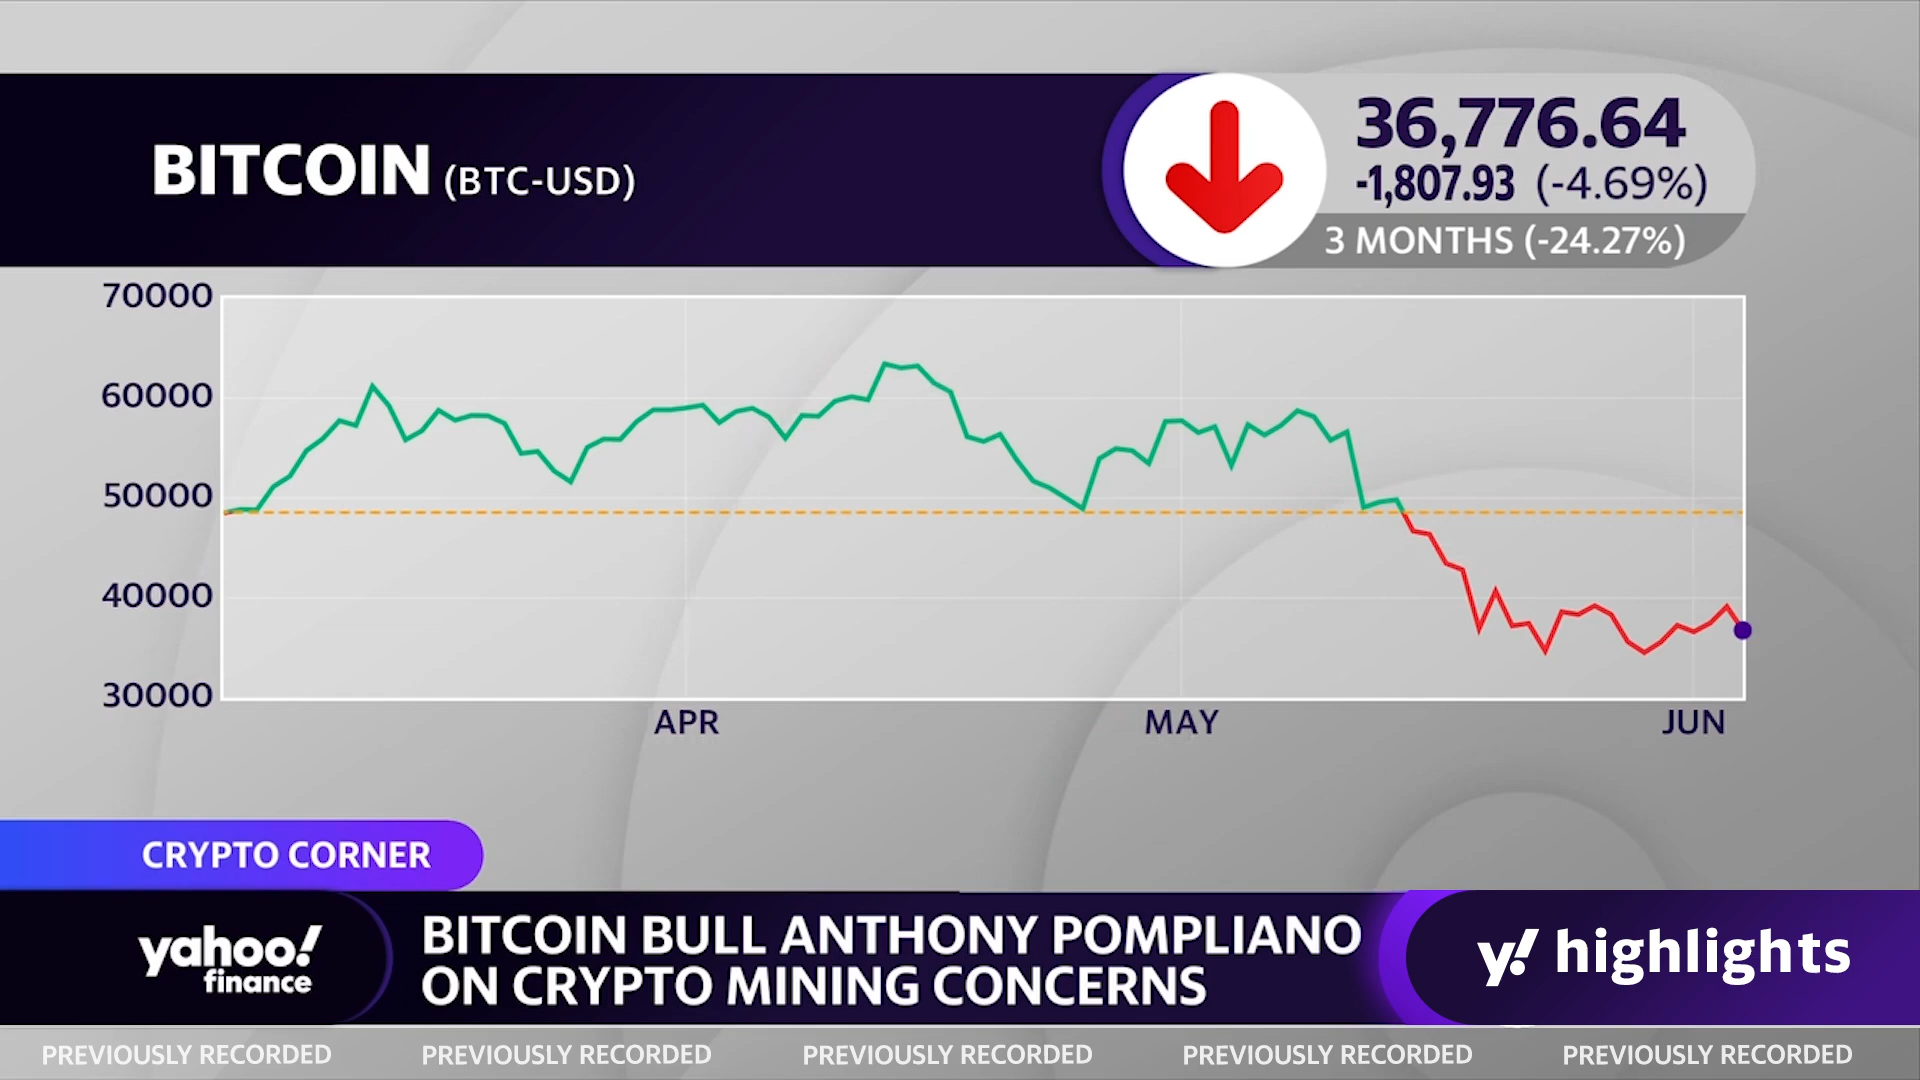 BITCOIN (BTC-USD)
36,776.64
-1,807.93 (-4.69%)
3 MONTHS (-24.27%)
70000
60000
50000
40000
30000
APR MAY JUN
CRYPTO CORNER
yahoo!
finance
BITCOIN BULL ANTHONY POMPLIANO
ON CRYPTO MINING CONCERNS
y! highlights
PREVIOUSLY RECORDED PREVIOUSLY RECORDED PREVIOUSLY RECORDED PREVIOUSLY RECORDED PREVIOUSLY RECORDED